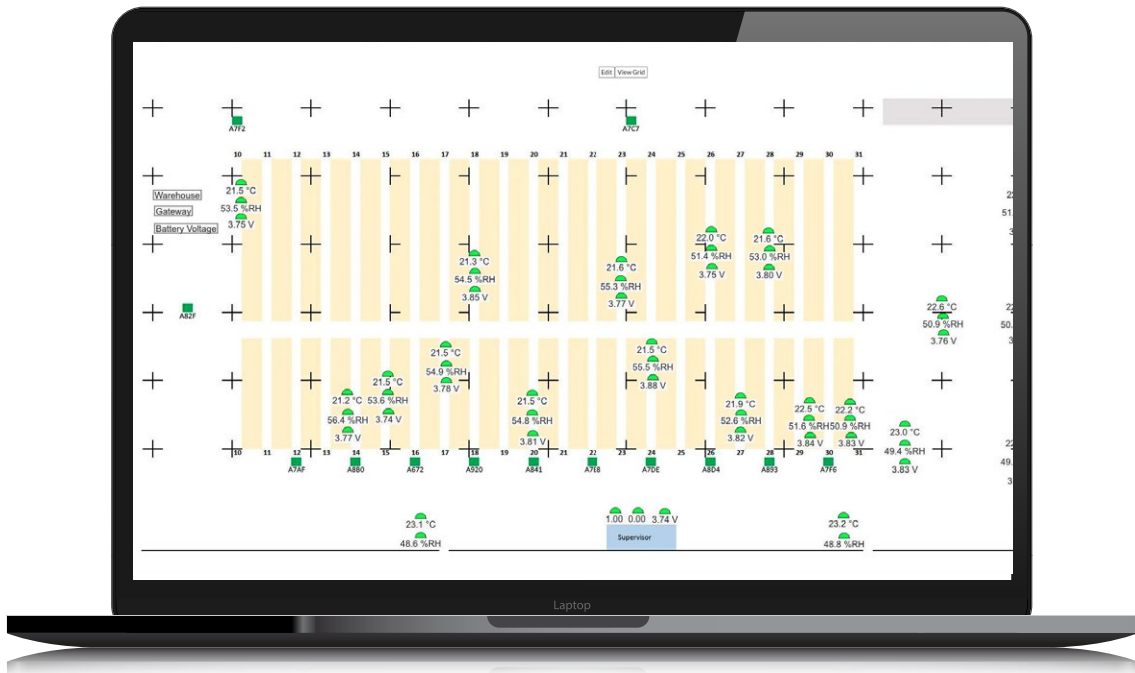 Edit View Grid
A7F2
A7C7
10 11 12 13 14 15 16 17 18 19 20 21 22 23 24 25 26 27 28 29 30 31
Warehouse
Gateway
Battery Voltage
21.5 °C
53.5 %RH
3.75 V
21.3 °C
54.5 %RH
3.85 V
21.6 °C
55.3 %RH
3.77 V
22.0 °C
51.4 %RH
3.75 V
21.6 °C
53.0 %RH
3.80 V
A82F
22.6 °C
50.9 %RH
3.76 V
21.2 °C
56.4 %RH
3.77 V
21.5 °C
53.6 %RH
3.74 V
21.5 °C
54.9 %RH
3.78 V
21.5 °C
54.8 %RH
3.81 V
21.5 °C
55.5 %RH
3.88 V
21.9 °C
52.6 %RH
3.82 V
22.5 °C
51.6 %RH
3.84 V
22.2 °C
50.9 %RH
3.83 V
23.0 °C
49.4 %RH
3.83 V
10 11 12 13 14 15 16 17 18 19 20 21 22 23 24 25 26 27 28 29 30 31
A7AF A8B0 A672 A920 A841 A7DE A8D4 A893 A7F6
23.1 °C
48.6 %RH
1.00 0.00 3.74 V
Supervisor
23.2 °C
48.8 %RH
Laptop